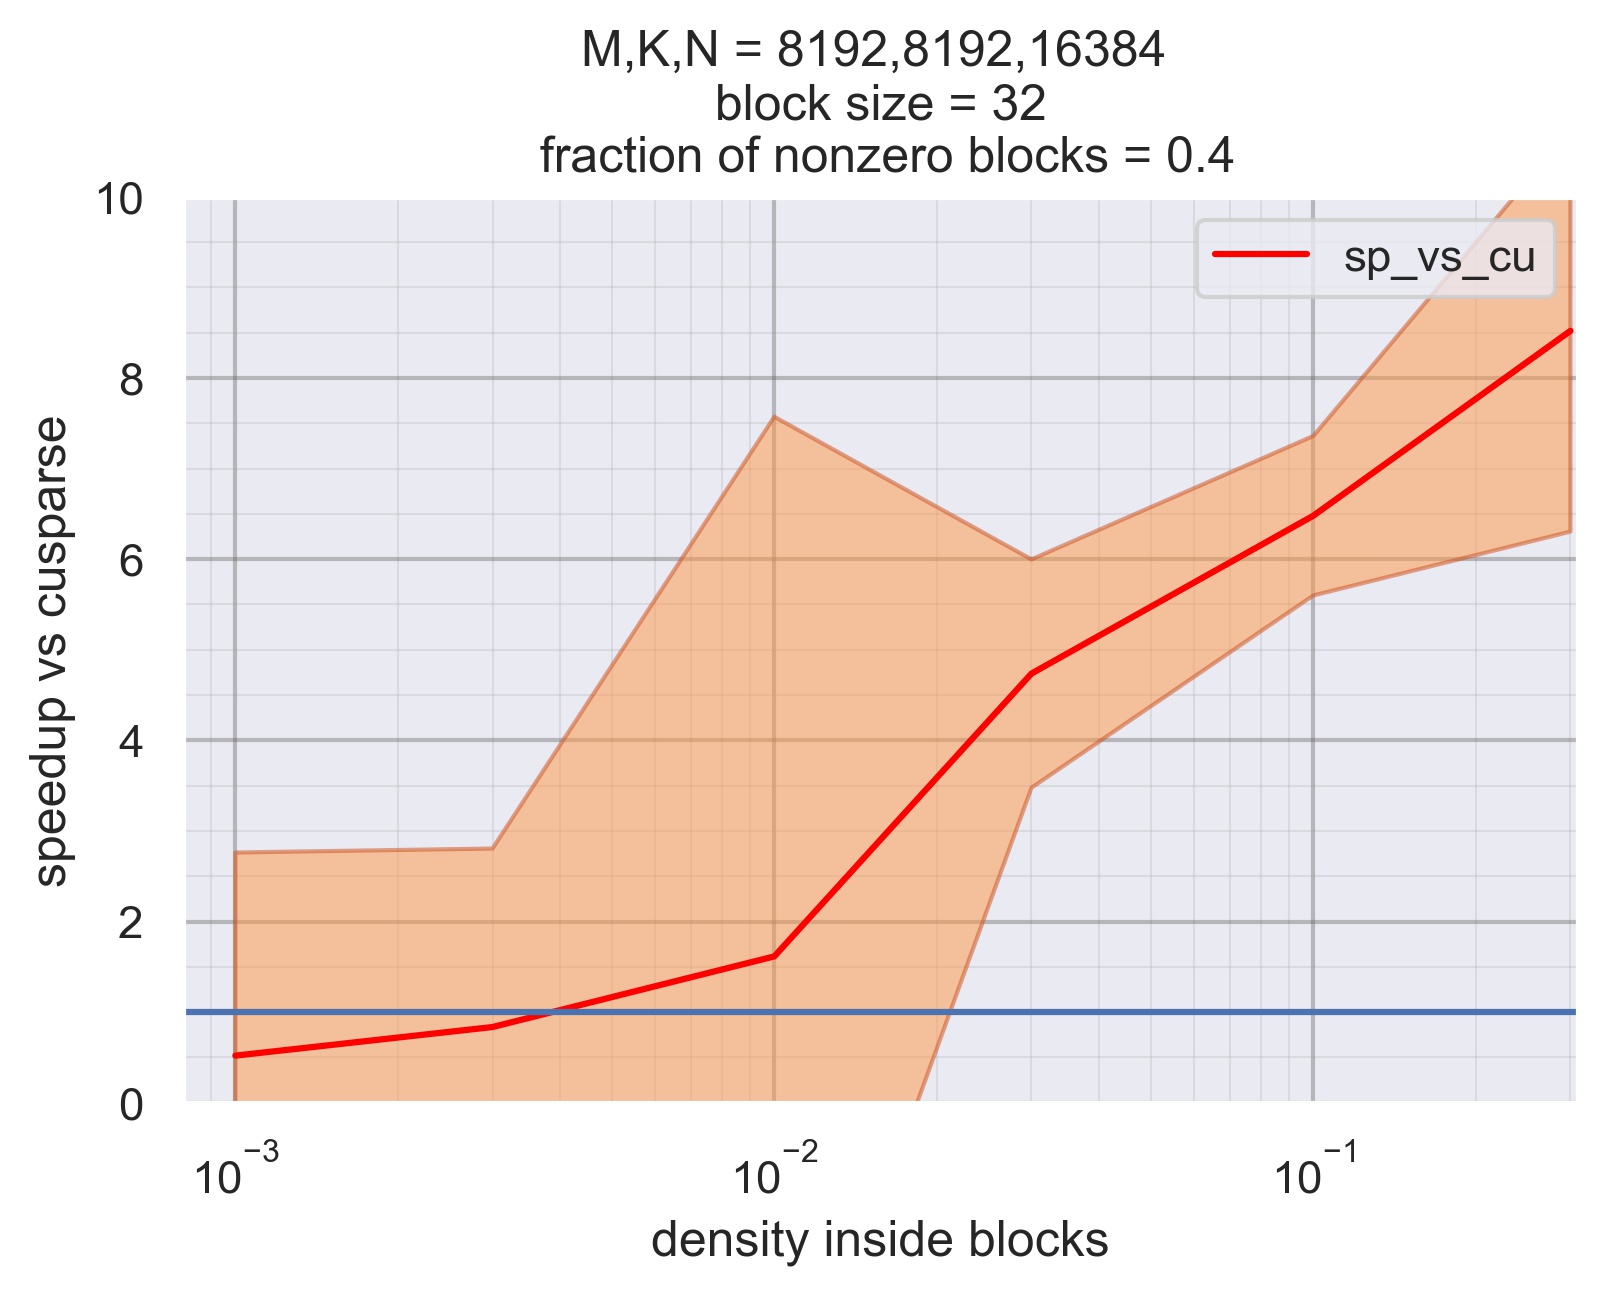 M,K,N = 8192,8192,16384
block size = 32
fraction of nonzero blocks = 0.4
10
8
6
4
2
0
speedup vs cusparse
sp_vs_cu
10⁻³
10⁻²
10⁻¹
density inside blocks